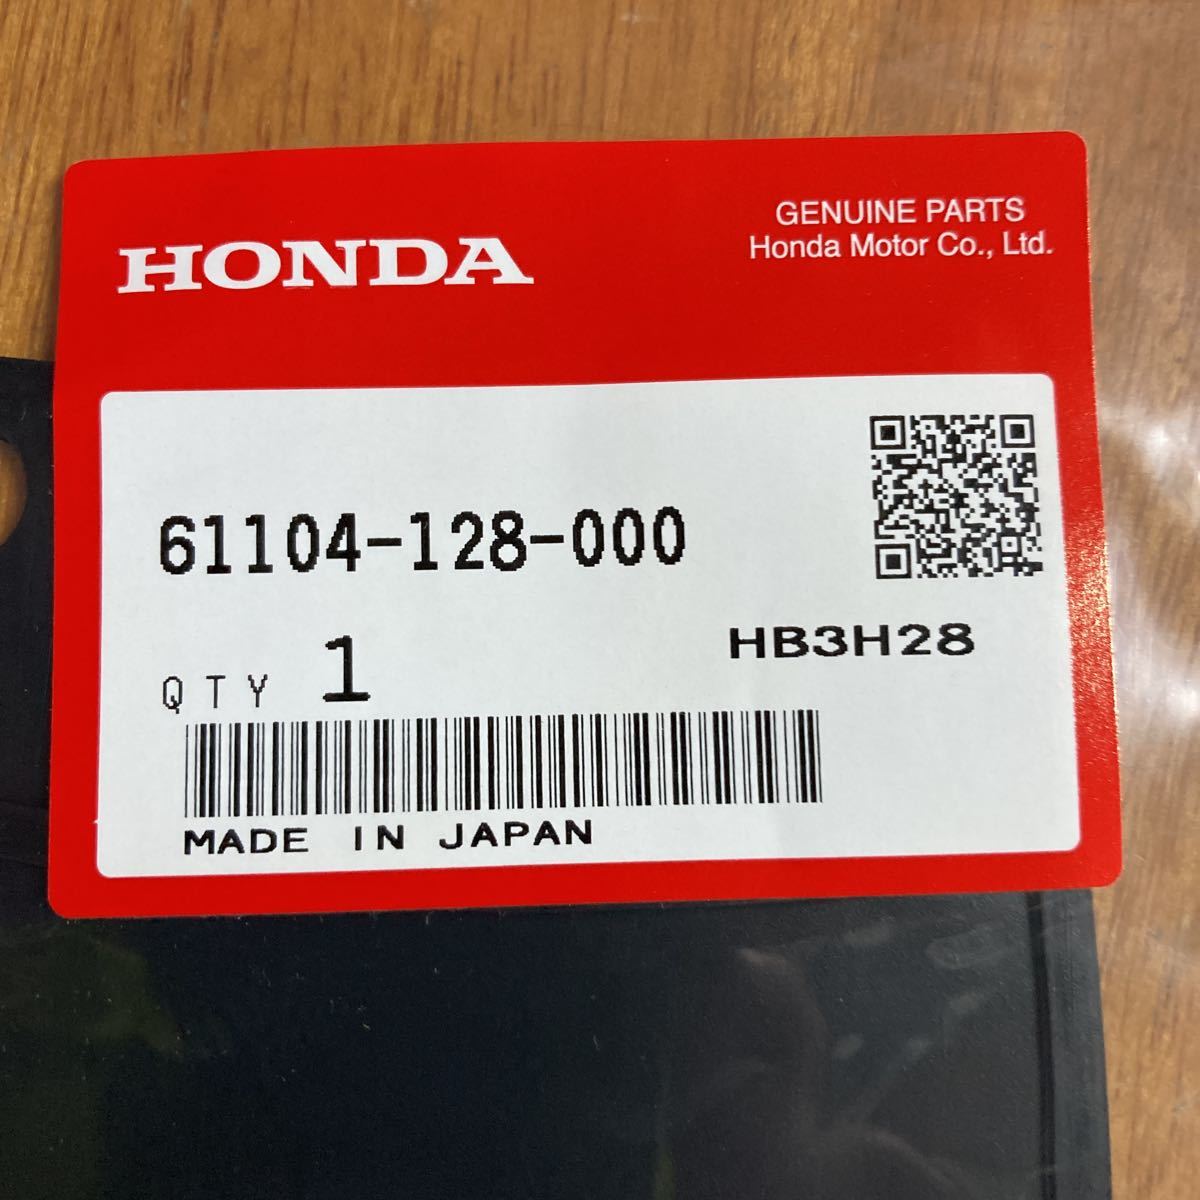 HONDA
GENUINE PARTS
Honda Motor Co., Ltd.
61104-128-000
HB3H28
QTY 1
MADE IN JAPAN